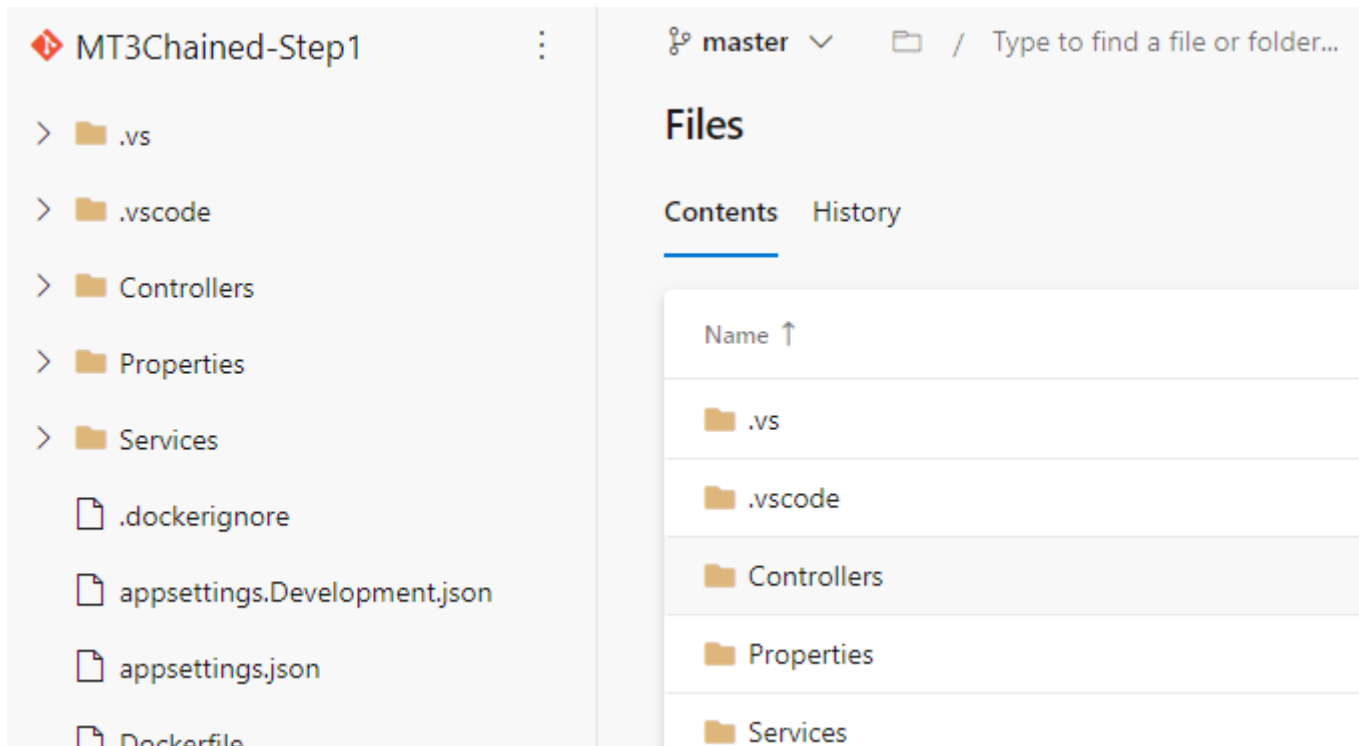 MT3Chained-Step1
.vs
.vscode
Controllers
Properties
Services
.dockerignore
appsettings.Development.json
appsettings.json
Dockerfile
master / Type to find a file or folder...
Files
Contents History
Name ↑
.vs
.vscode
Controllers
Properties
Services